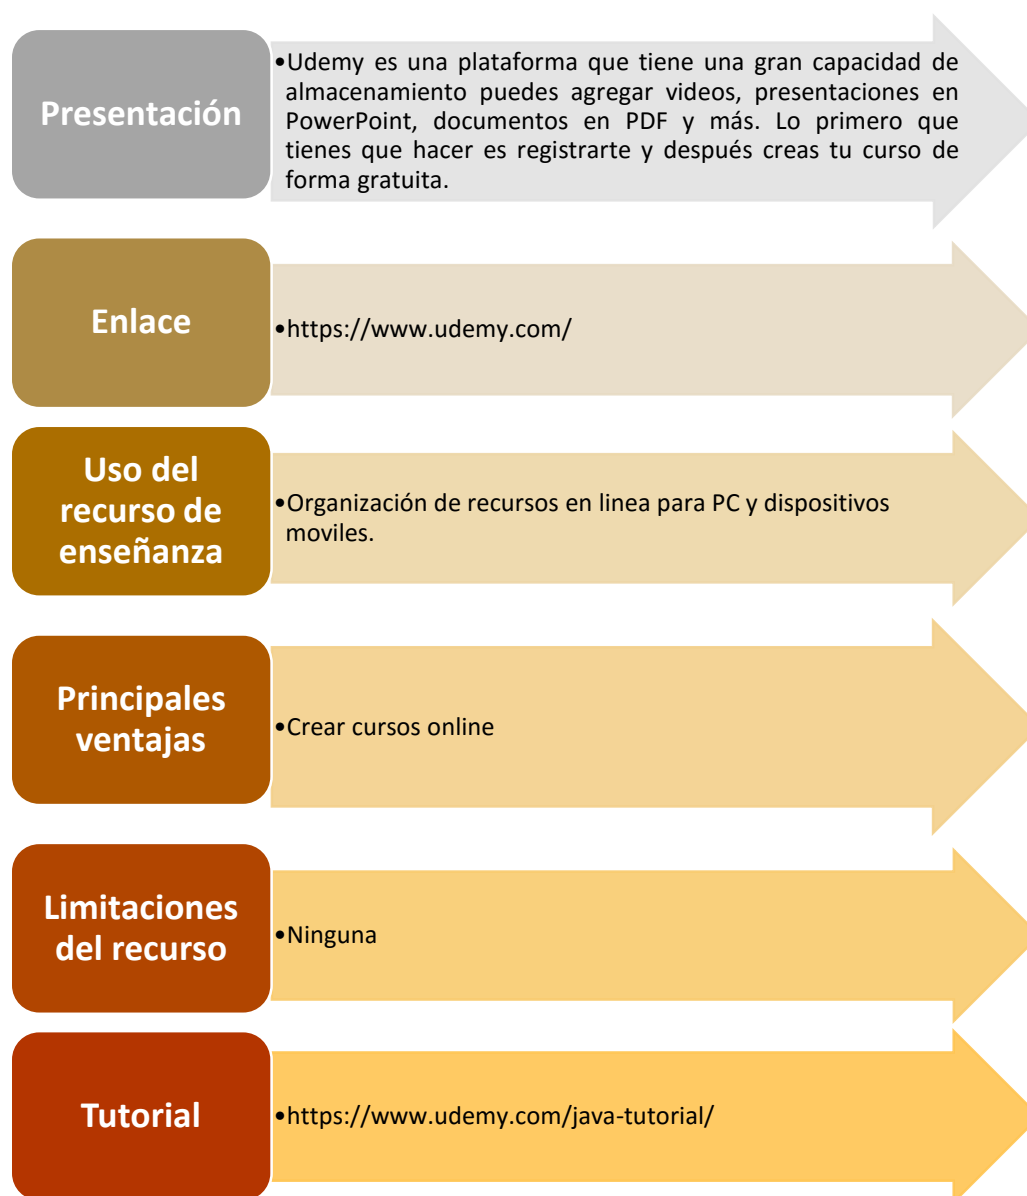 Presentación
•Udemy es una plataforma que tiene una gran capacidad de
almacenamiento puedes agregar videos, presentaciones en
PowerPoint, documentos en PDF y más. Lo primero que
tienes que hacer es registrarte y después creas tu curso de
forma gratuita.
Enlace
•https://www.udemy.com/
Uso del
recurso de
enseñanza
•Organización de recursos en linea para PC y dispositivos
moviles.
Principales
ventajas
•Crear cursos online
Limitaciones
del recurso
•Ninguna
Tutorial
•https://www.udemy.com/java-tutorial/